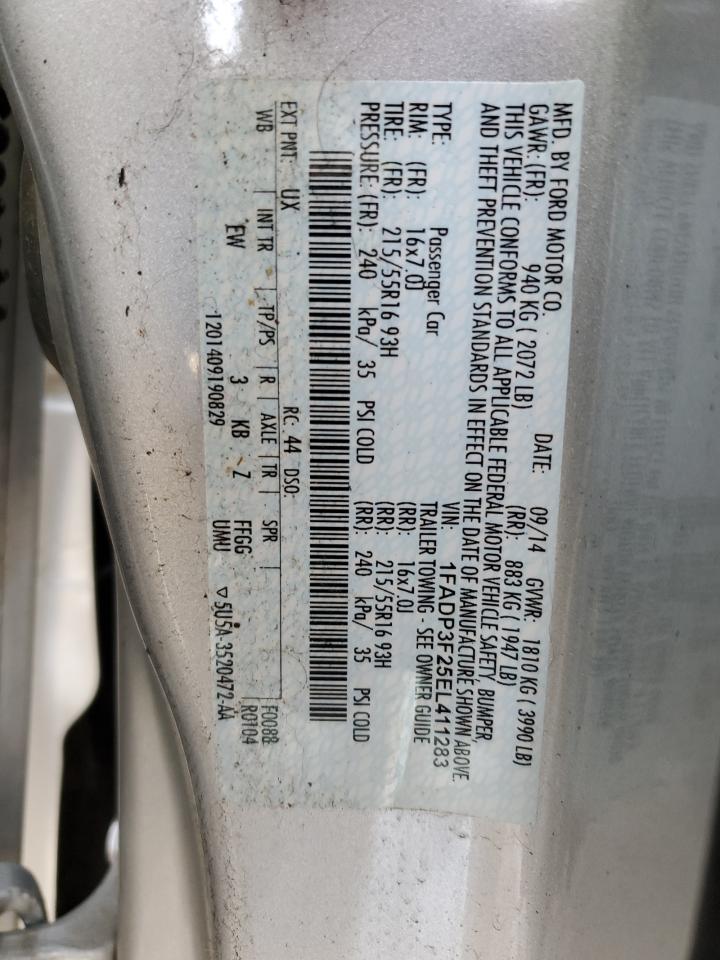 MFD. BY FORD MOTOR CO. DATE: 09/14 GVWR: 1810 KG ( 3990 LB)
GAWR: (FR): 940 KG ( 2072 LB) (RR): 883 KG ( 1947 LB)
THIS VEHICLE CONFORMS TO ALL APPLICABLE FEDERAL MOTOR VEHICLE SAFETY, BUMPER,
AND THEFT PREVENTION STANDARDS IN EFFECT ON THE DATE OF MANUFACTURE SHOWN ABOVE.
VIN: 1FADP3F25EL411283
TYPE: Passenger Car TRAILER TOWING - SEE OWNER GUIDE
RIM: (FR): 16x7.0J (RR): 16x7.0J
TIRE: (FR): 215/55R16 93H (RR): 215/55R16 93H
PRESSURE: (FR): 240 kPa/ 35 PSI COLD (RR): 240 kPa/ 35 PSI COLD
EXT PNT: UX RC: 44 DSO: F0088
WB INT TR TP/PS R AXLE TR SPR R0104
EW 3 KB Z FFGG
1201409190829 UMU ▽5U5A-3520472-AA